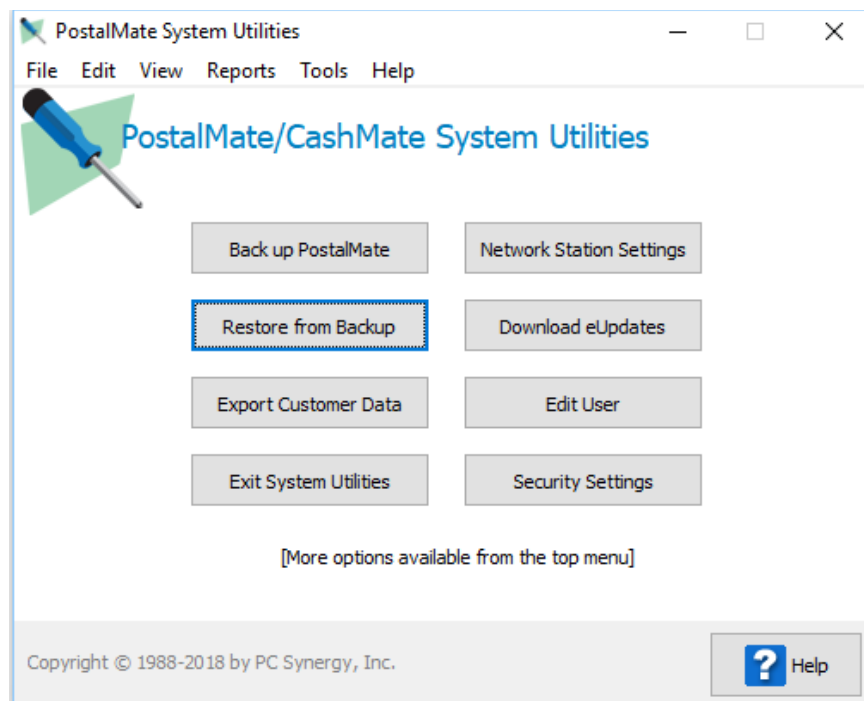 PostalMate System Utilities
File Edit View Reports Tools Help
PostalMate/CashMate System Utilities
Back up PostalMate Network Station Settings
Restore from Backup Download eUpdates
Export Customer Data Edit User
Exit System Utilities Security Settings
[More options available from the top menu]
Copyright © 1988-2018 by PC Synergy, Inc.
? Help